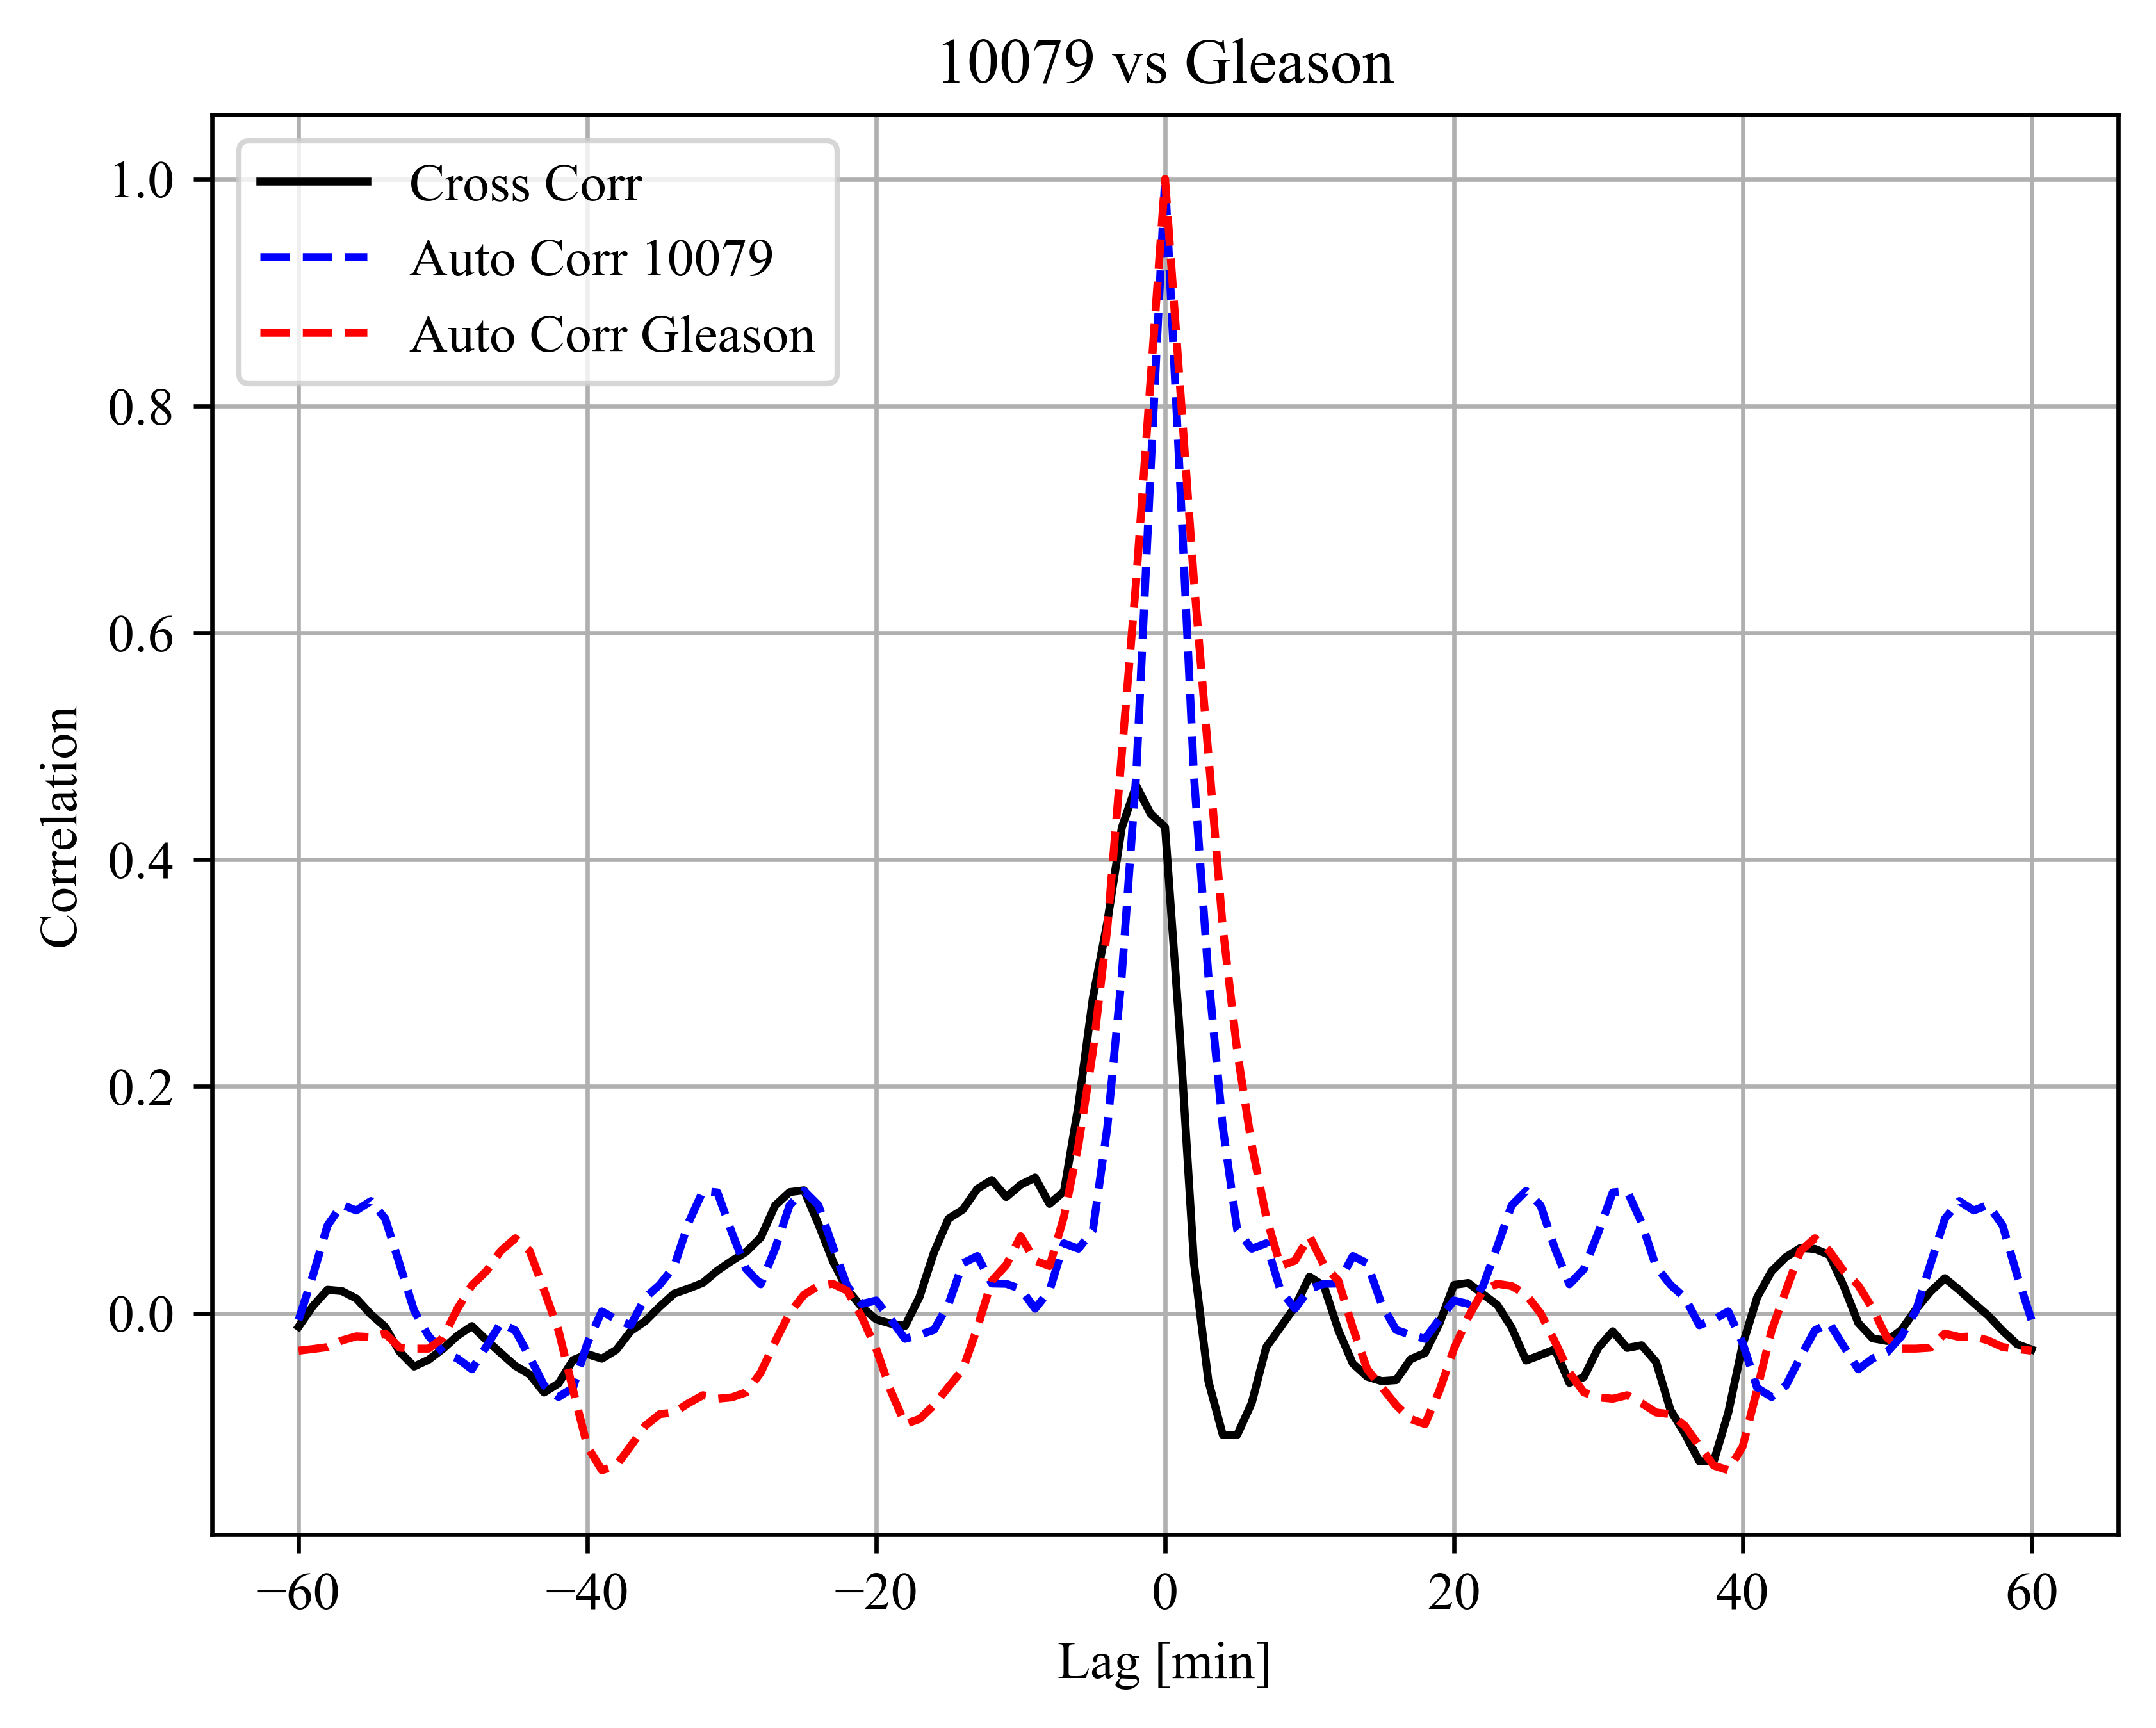 10079 vs Gleason
Cross Corr
Auto Corr 10079
Auto Corr Gleason
1.0
0.8
0.6
0.4
0.2
0.0
Correlation
−60 −40 −20 0 20 40 60
Lag [min]